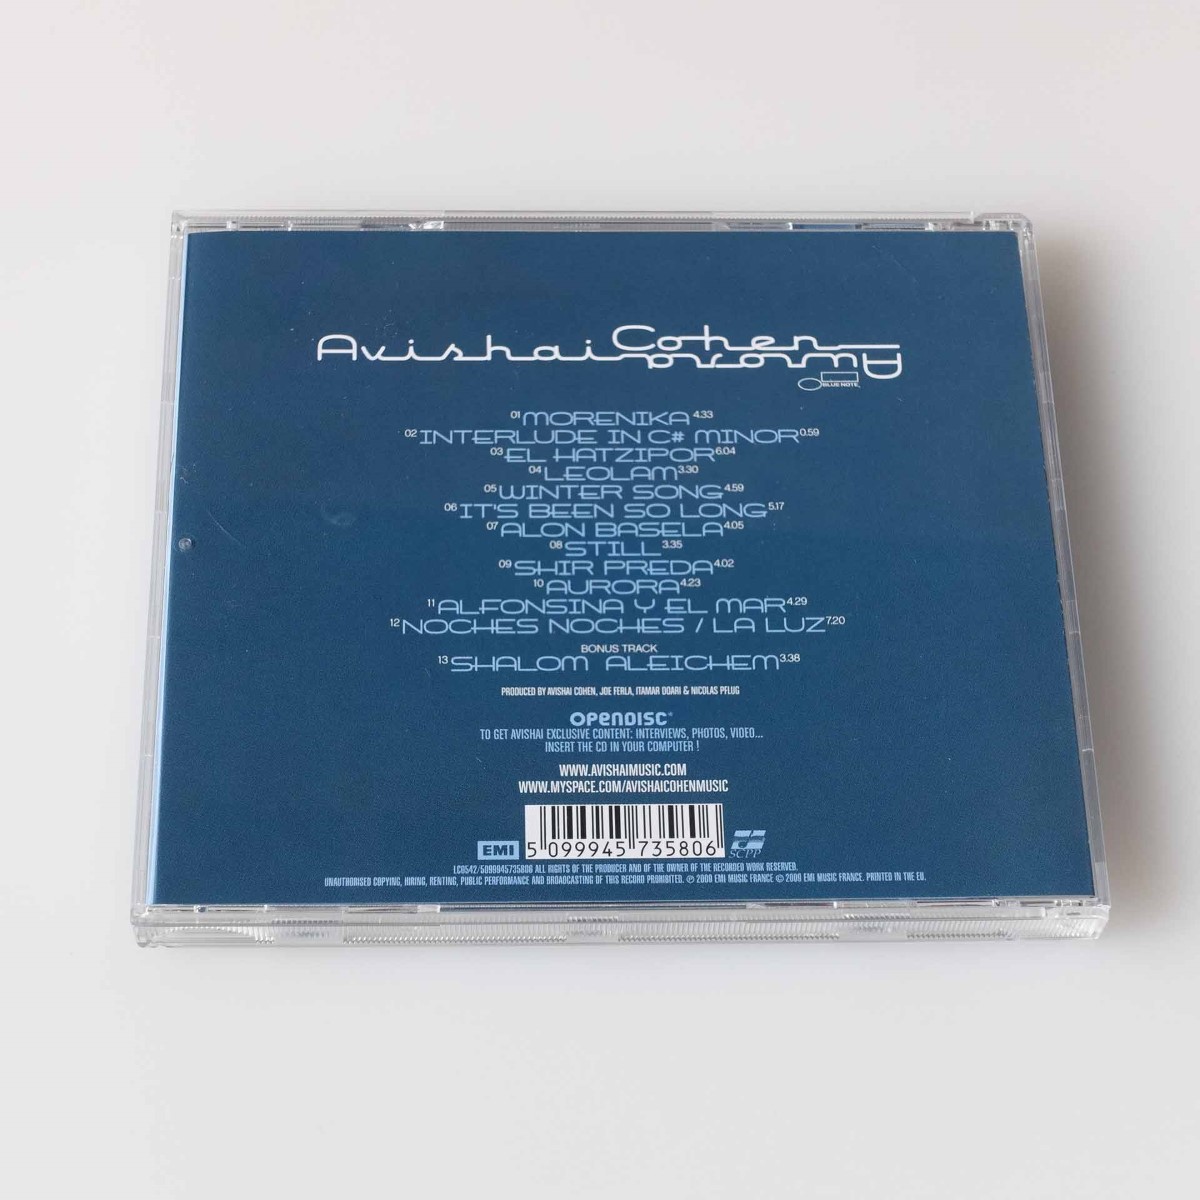 Avishai Cohen
Aurora
BLUE NOTE
01 MORENIKA 4.33
02 INTERLUDE IN C# MINOR 0.59
03 EL HATZIPOR 6.04
04 LEOLAM 3.30
05 WINTER SONG 4.59
06 IT'S BEEN SO LONG 5.17
07 ALON BASELA 4.05
08 STILL 3.35
09 SHIR PREDA 4.02
10 AURORA 4.23
11 ALFONSINA Y EL MAR 4.29
12 NOCHES NOCHES / LA LUZ 7.20
BONUS TRACK
13 SHALOM ALEICHEM 3.38
PRODUCED BY AVISHAI COHEN, JOE FERLA, ITAMAR DOARI & NICOLAS PFLUG
OPENDISC
TO GET AVISHAI EXCLUSIVE CONTENT: INTERVIEWS, PHOTOS, VIDEO...
INSERT THE CD IN YOUR COMPUTER !
WWW.AVISHAIMUSIC.COM
WWW.MYSPACE.COM/AVISHAICOHENMUSIC
EMI 5 099945 735806 SCPP
LC0542/5099945735806 ALL RIGHTS OF THE PRODUCER AND OF THE OWNER OF THE RECORDED WORK RESERVED.
UNAUTHORISED COPYING, HIRING, RENTING, PUBLIC PERFORMANCE AND BROADCASTING OF THIS RECORD PROHIBITED. ℗ 2009 EMI MUSIC FRANCE © 2009 EMI MUSIC FRANCE. PRINTED IN THE EU.